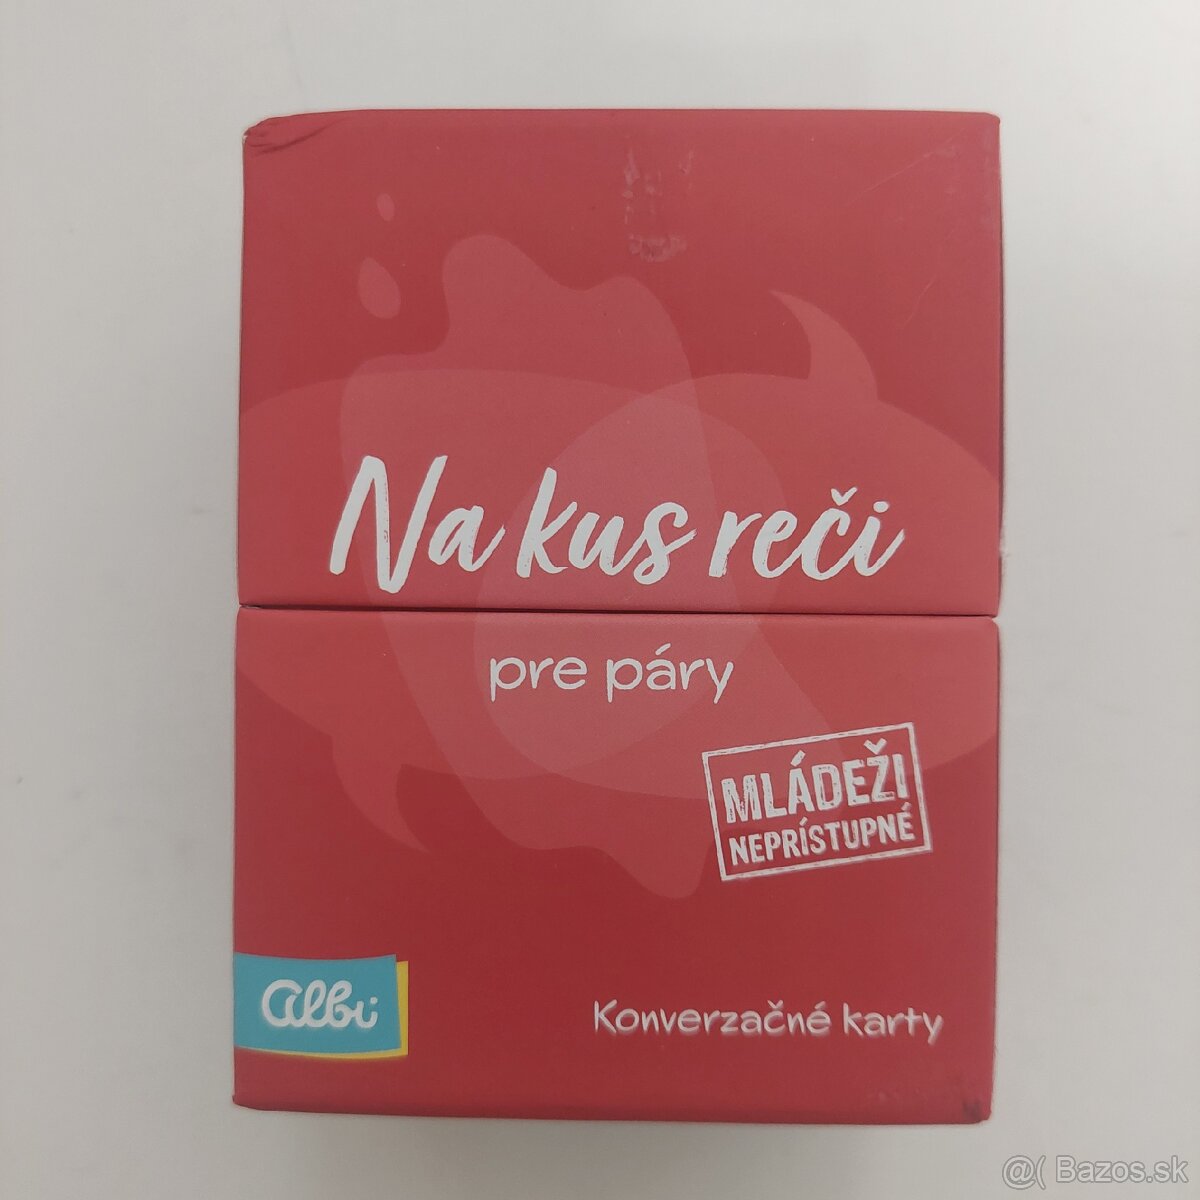 Na kus reči
pre páry
MLÁDEŽI
NEPRÍSTUPNÉ
albi
Konverzačné karty
@( Bazos.sk